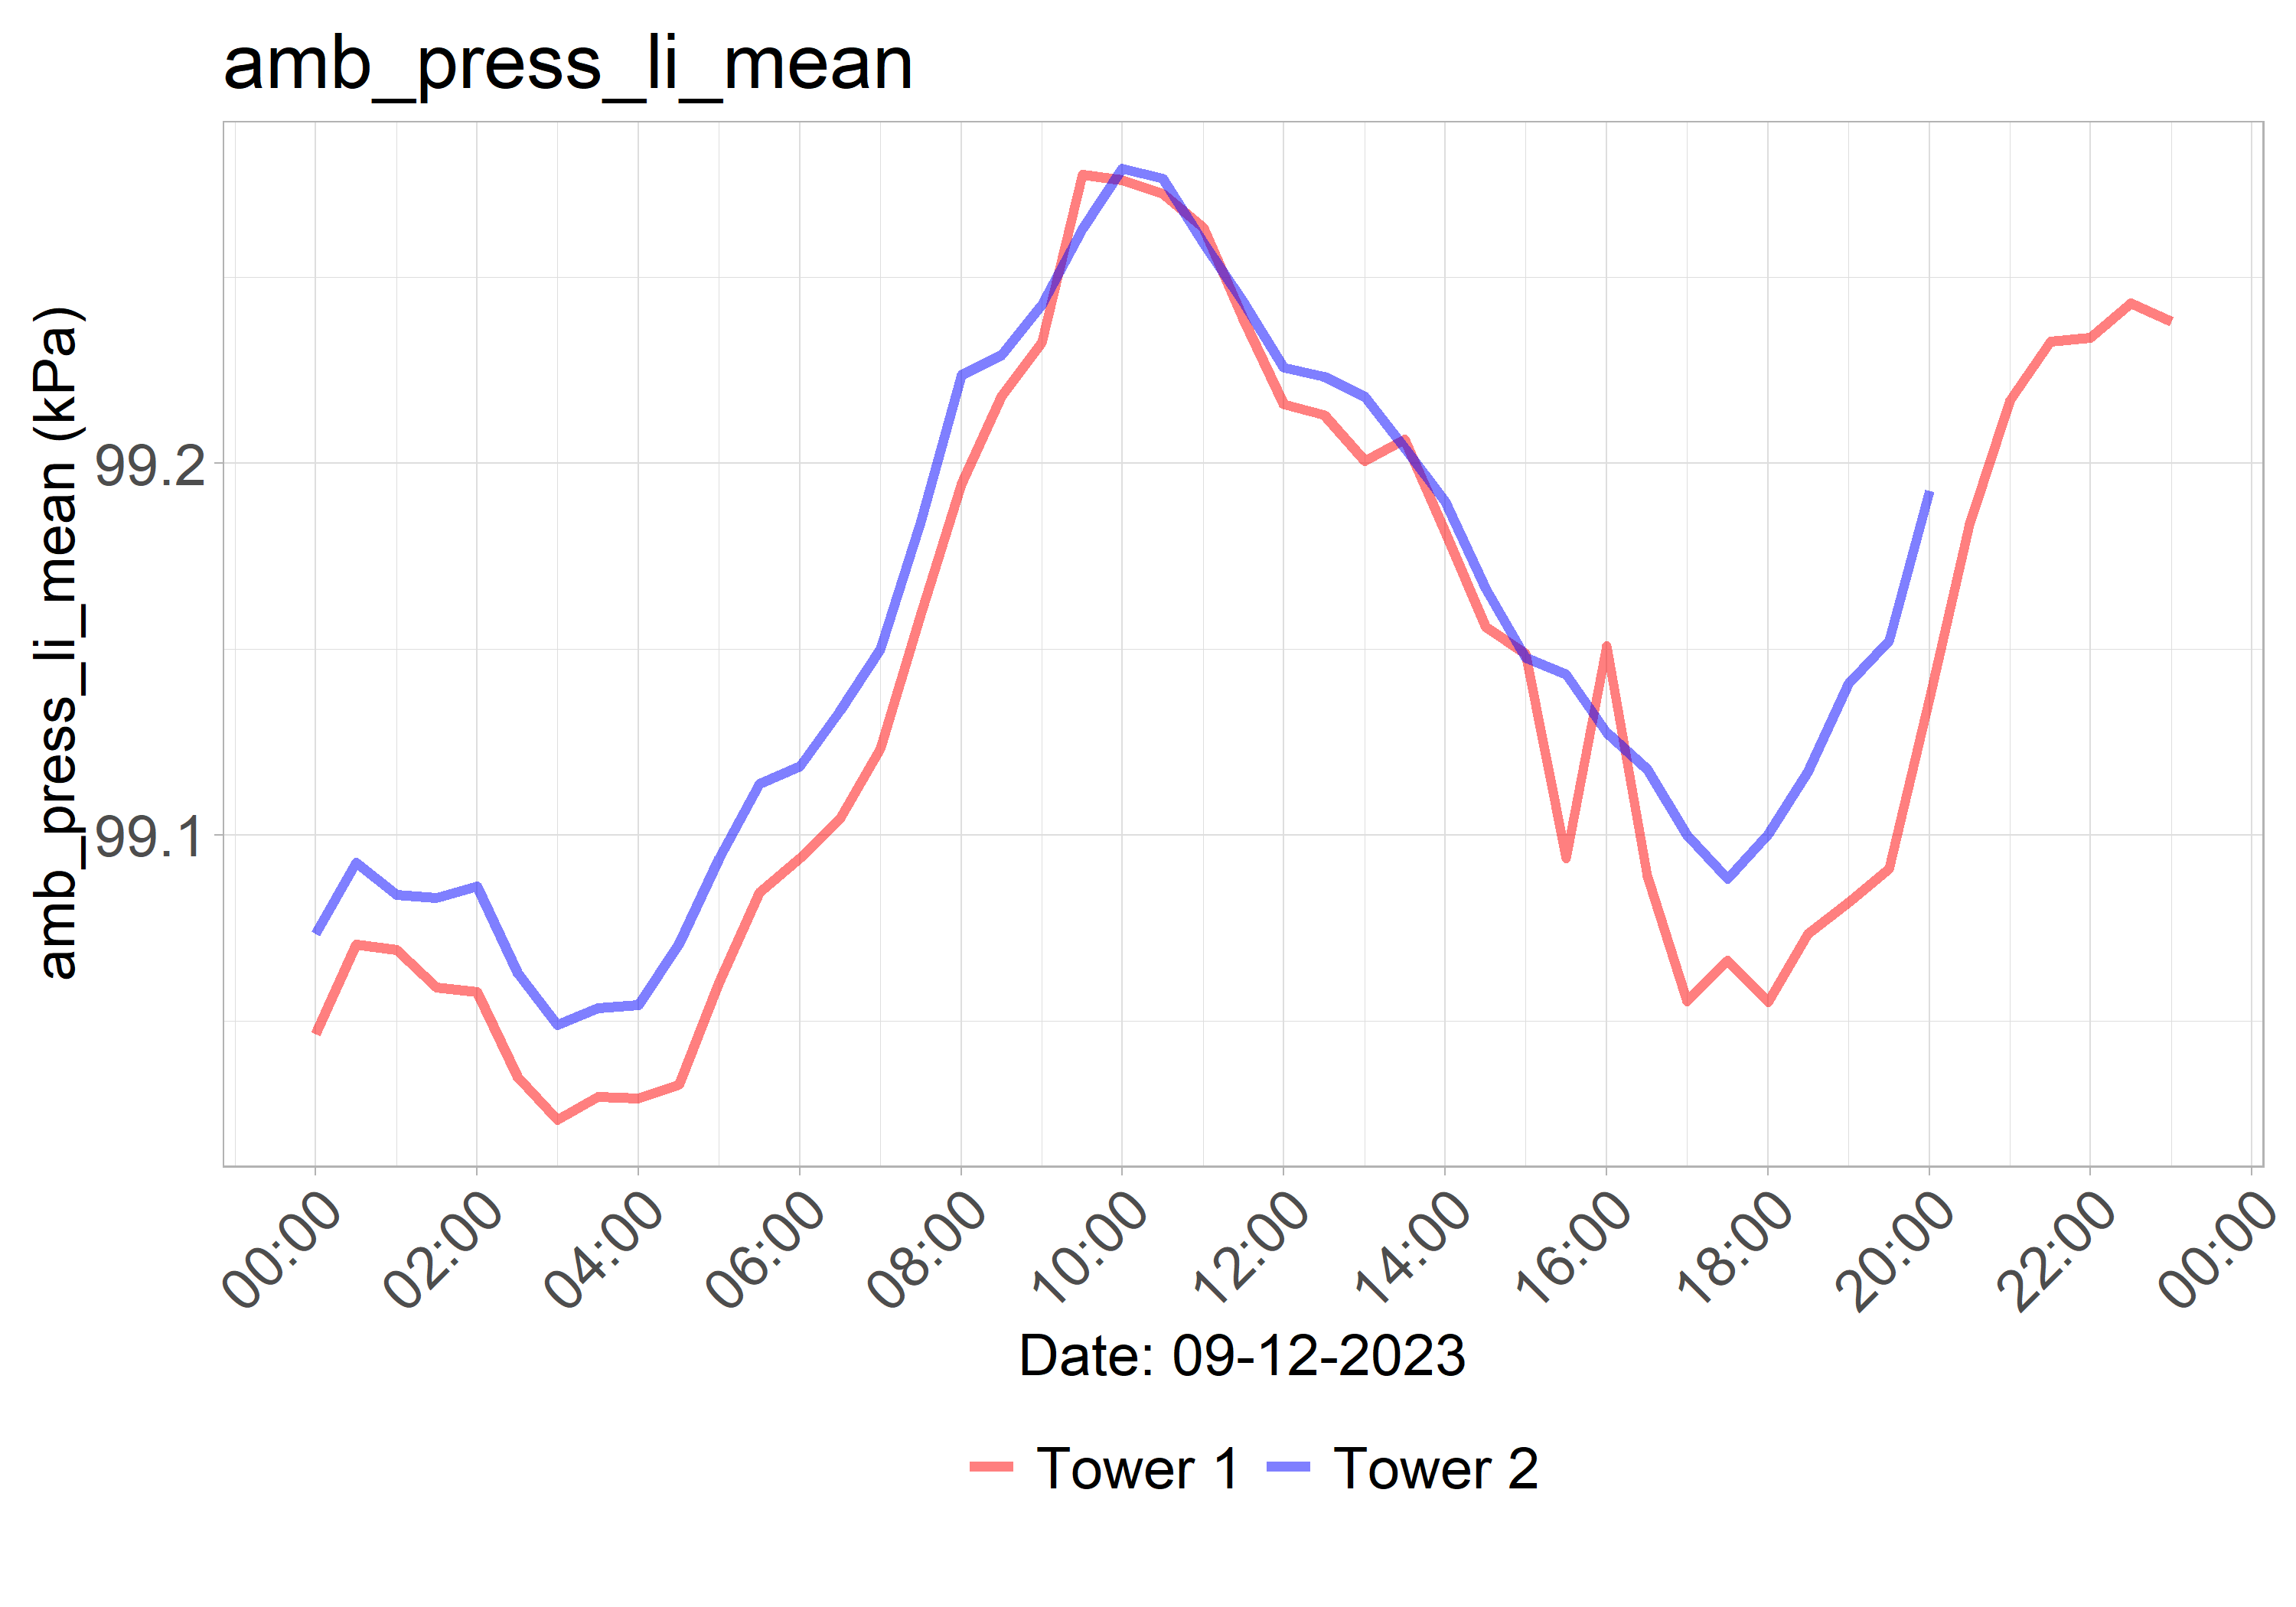 amb_press_li_mean
amb_press_li_mean (kPa)
99.2
99.1
00:00 02:00 04:00 06:00 08:00 10:00 12:00 14:00 16:00 18:00 20:00 22:00 00:00
Date: 09-12-2023
Tower 1 Tower 2